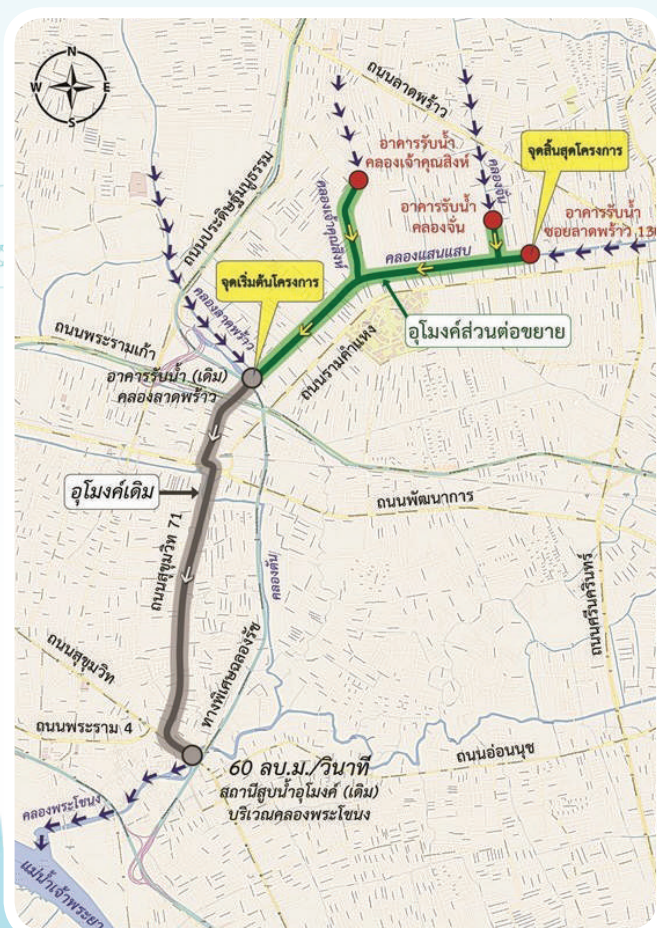 N
W E
S
ถนนลาดพร้าว
อาคารรับน้ำ
คลองเจ้าคุณสิงห์
จุดสิ้นสุดโครงการ
คลองจั่น
อาคารรับน้ำ
คลองจั่น
อาคารรับน้ำ
ซอยลาดพร้าว 130
ถนนประดิษฐ์มนูธรรม
คลองเจ้าคุณสิงห์
คลองแสนแสบ
จุดเริ่มต้นโครงการ
คลองลาดพร้าว
อุโมงค์ส่วนต่อขยาย
ถนนรามคำแหง
ถนนพระรามเก้า
อาคารรับน้ำ (เดิม)
คลองลาดพร้าว
อุโมงค์เดิม
ถนนพัฒนาการ
ถนนสุขุมวิท 71
คลองตัน
ถนนศรีนครินทร์
ถนนสุขุมวิท
ทางพิเศษฉลองรัช
ถนนพระราม 4
ถนนอ่อนนุช
60 ลบ.ม./วินาที
สถานีสูบน้ำอุโมงค์ (เดิม)
บริเวณคลองพระโขนง
คลองพระโขนง
แม่น้ำเจ้าพระยา